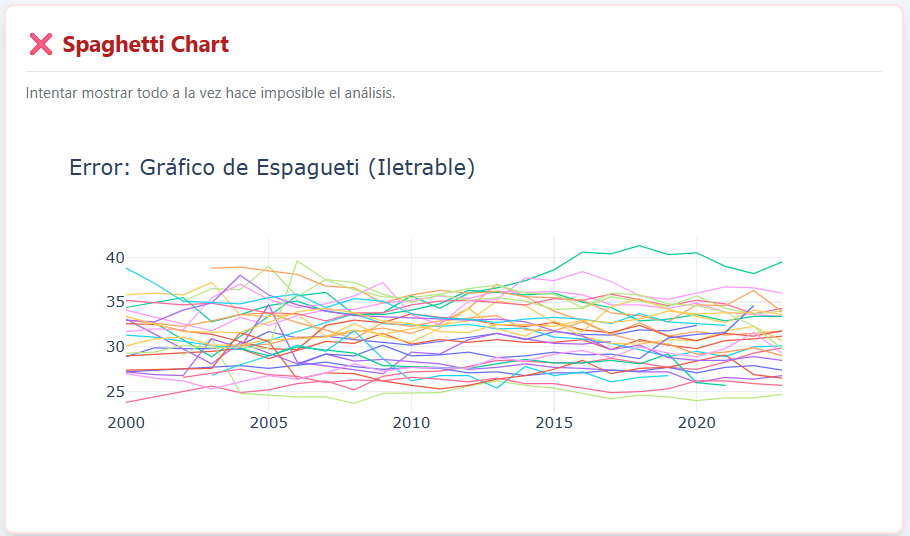 ❌ Spaghetti Chart
Intentar mostrar todo a la vez hace imposible el análisis.
Error: Gráfico de Espagueti (Iletrable)
40
35
30
25
2000 2005 2010 2015 2020